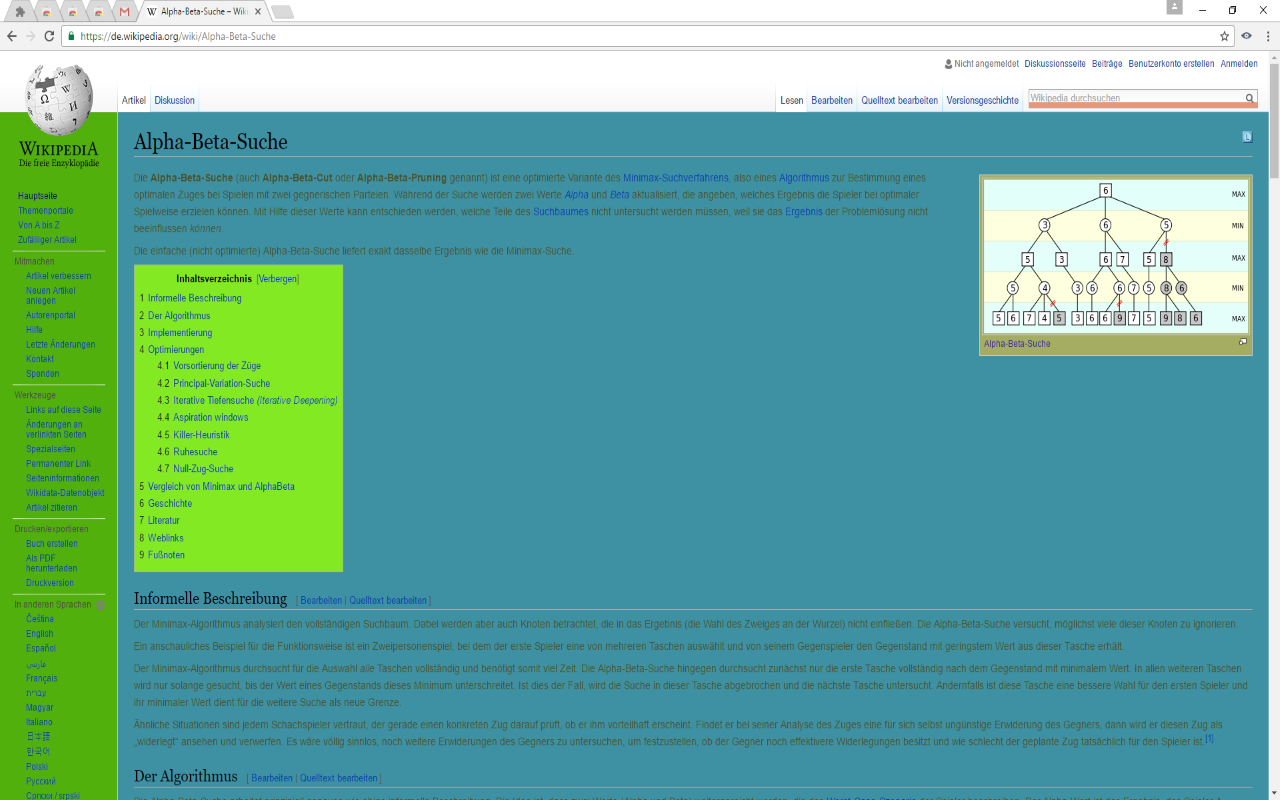 Alpha-Beta-Suche – Wiki
https://de.wikipedia.org/wiki/Alpha-Beta-Suche
Nicht angemeldet Diskussionsseite Beiträge Benutzerkonto erstellen Anmelden
Artikel Diskussion Lesen Bearbeiten Quelltext bearbeiten Versionsgeschichte Wikipedia durchsuchen
WIKIPEDIA
Die freie Enzyklopädie
Hauptseite
Themenportale
Von A bis Z
Zufälliger Artikel
Mitmachen
Artikel verbessern
Neuen Artikel
anlegen
Autorenportal
Hilfe
Letzte Änderungen
Kontakt
Spenden
Werkzeuge
Links auf diese Seite
Änderungen an
verlinkten Seiten
Spezialseiten
Permanenter Link
Seiteninformationen
Wikidata-Datenobjekt
Artikel zitieren
Drucken/exportieren
Buch erstellen
Als PDF
herunterladen
Druckversion
In anderen Sprachen
Čeština
English
Español
فارسی
Français
עברית
Magyar
Italiano
日本語
한국어
Polski
Русский
Српски / srpski
Alpha-Beta-Suche
Die Alpha-Beta-Suche (auch Alpha-Beta-Cut oder Alpha-Beta-Pruning genannt) ist eine optimierte Variante des Minimax-Suchverfahrens, also eines Algorithmus zur Bestimmung eines
optimalen Zuges bei Spielen mit zwei gegnerischen Parteien. Während der Suche werden zwei Werte Alpha und Beta aktualisiert, die angeben, welches Ergebnis die Spieler bei optimaler
Spielweise erzielen können. Mit Hilfe dieser Werte kann entschieden werden, welche Teile des Suchbaumes nicht untersucht werden müssen, weil sie das Ergebnis der Problemlösung nicht
beeinflussen können.
Die einfache (nicht optimierte) Alpha-Beta-Suche liefert exakt dasselbe Ergebnis wie die Minimax-Suche.
6 MAX
3 6 5 MIN
5 3 6 7 5 8 MAX
5 4 3 6 6 7 5 8 6 MIN
5 6 7 4 5 3 6 6 9 7 5 9 8 6 MAX
Alpha-Beta-Suche
Inhaltsverzeichnis [Verbergen]
1 Informelle Beschreibung
2 Der Algorithmus
3 Implementierung
4 Optimierungen
4.1 Vorsortierung der Züge
4.2 Principal-Variation-Suche
4.3 Iterative Tiefensuche (Iterative Deepening)
4.4 Aspiration windows
4.5 Killer-Heuristik
4.6 Ruhesuche
4.7 Null-Zug-Suche
5 Vergleich von Minimax und AlphaBeta
6 Geschichte
7 Literatur
8 Weblinks
9 Fußnoten
Informelle Beschreibung [ Bearbeiten | Quelltext bearbeiten ]
Der Minimax-Algorithmus analysiert den vollständigen Suchbaum. Dabei werden aber auch Knoten betrachtet, die in das Ergebnis (die Wahl des Zweiges an der Wurzel) nicht einfließen. Die Alpha-Beta-Suche versucht, möglichst viele dieser Knoten zu ignorieren.
Ein anschauliches Beispiel für die Funktionsweise ist ein Zweipersonenspiel, bei dem der erste Spieler eine von mehreren Taschen auswählt und von seinem Gegenspieler den Gegenstand mit geringstem Wert aus dieser Tasche erhält.
Der Minimax-Algorithmus durchsucht für die Auswahl alle Taschen vollständig und benötigt somit viel Zeit. Die Alpha-Beta-Suche hingegen durchsucht zunächst nur die erste Tasche vollständig nach dem Gegenstand mit minimalem Wert. In allen weiteren Taschen
wird nur solange gesucht, bis der Wert eines Gegenstands dieses Minimum unterschreitet. Ist dies der Fall, wird die Suche in dieser Tasche abgebrochen und die nächste Tasche untersucht. Andernfalls ist diese Tasche eine bessere Wahl für den ersten Spieler und
ihr minimaler Wert dient für die weitere Suche als neue Grenze.
Ähnliche Situationen sind jedem Schachspieler vertraut, der gerade einen konkreten Zug darauf prüft, ob er ihm vorteilhaft erscheint. Findet er bei seiner Analyse des Zuges eine für sich selbst ungünstige Erwiderung des Gegners, dann wird er diesen Zug als
„widerlegt“ ansehen und verwerfen. Es wäre völlig sinnlos, noch weitere Erwiderungen des Gegners zu untersuchen, um festzustellen, ob der Gegner noch effektivere Widerlegungen besitzt und wie schlecht der geplante Zug tatsächlich für den Spieler ist.[1]
Der Algorithmus [ Bearbeiten | Quelltext bearbeiten ]